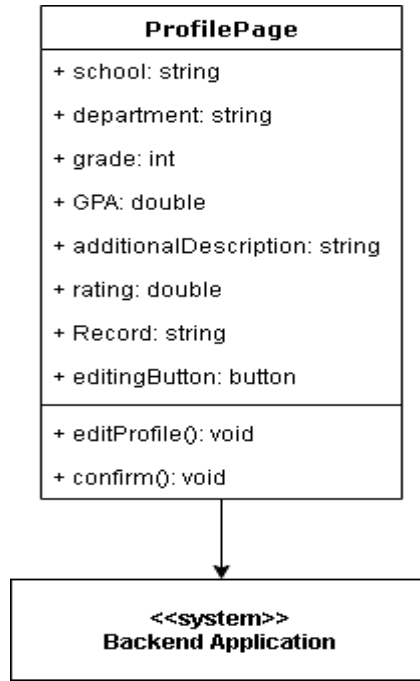 ProfilePage
+ school: string
+ department: string
+ grade: int
+ GPA: double
+ additionalDescription: string
+ rating: double
+ Record: string
+ editingButton: button
+ editProfile(): void
+ confirm(): void
<<system>>
Backend Application